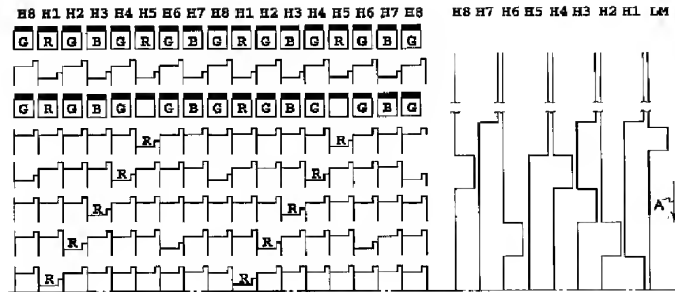 H8 H1 H2 H3 H4 H5 H6 H7 H8 H1 H2 H3 H4 H5 H6 H7 H8 H8 H7 H6 H5 H4 H3 H2 H1 LM
G R G B G R G B G R G B G R G B G
G R G B G G B G R G B G G B G
R R
R R
R R
A
R R
R R